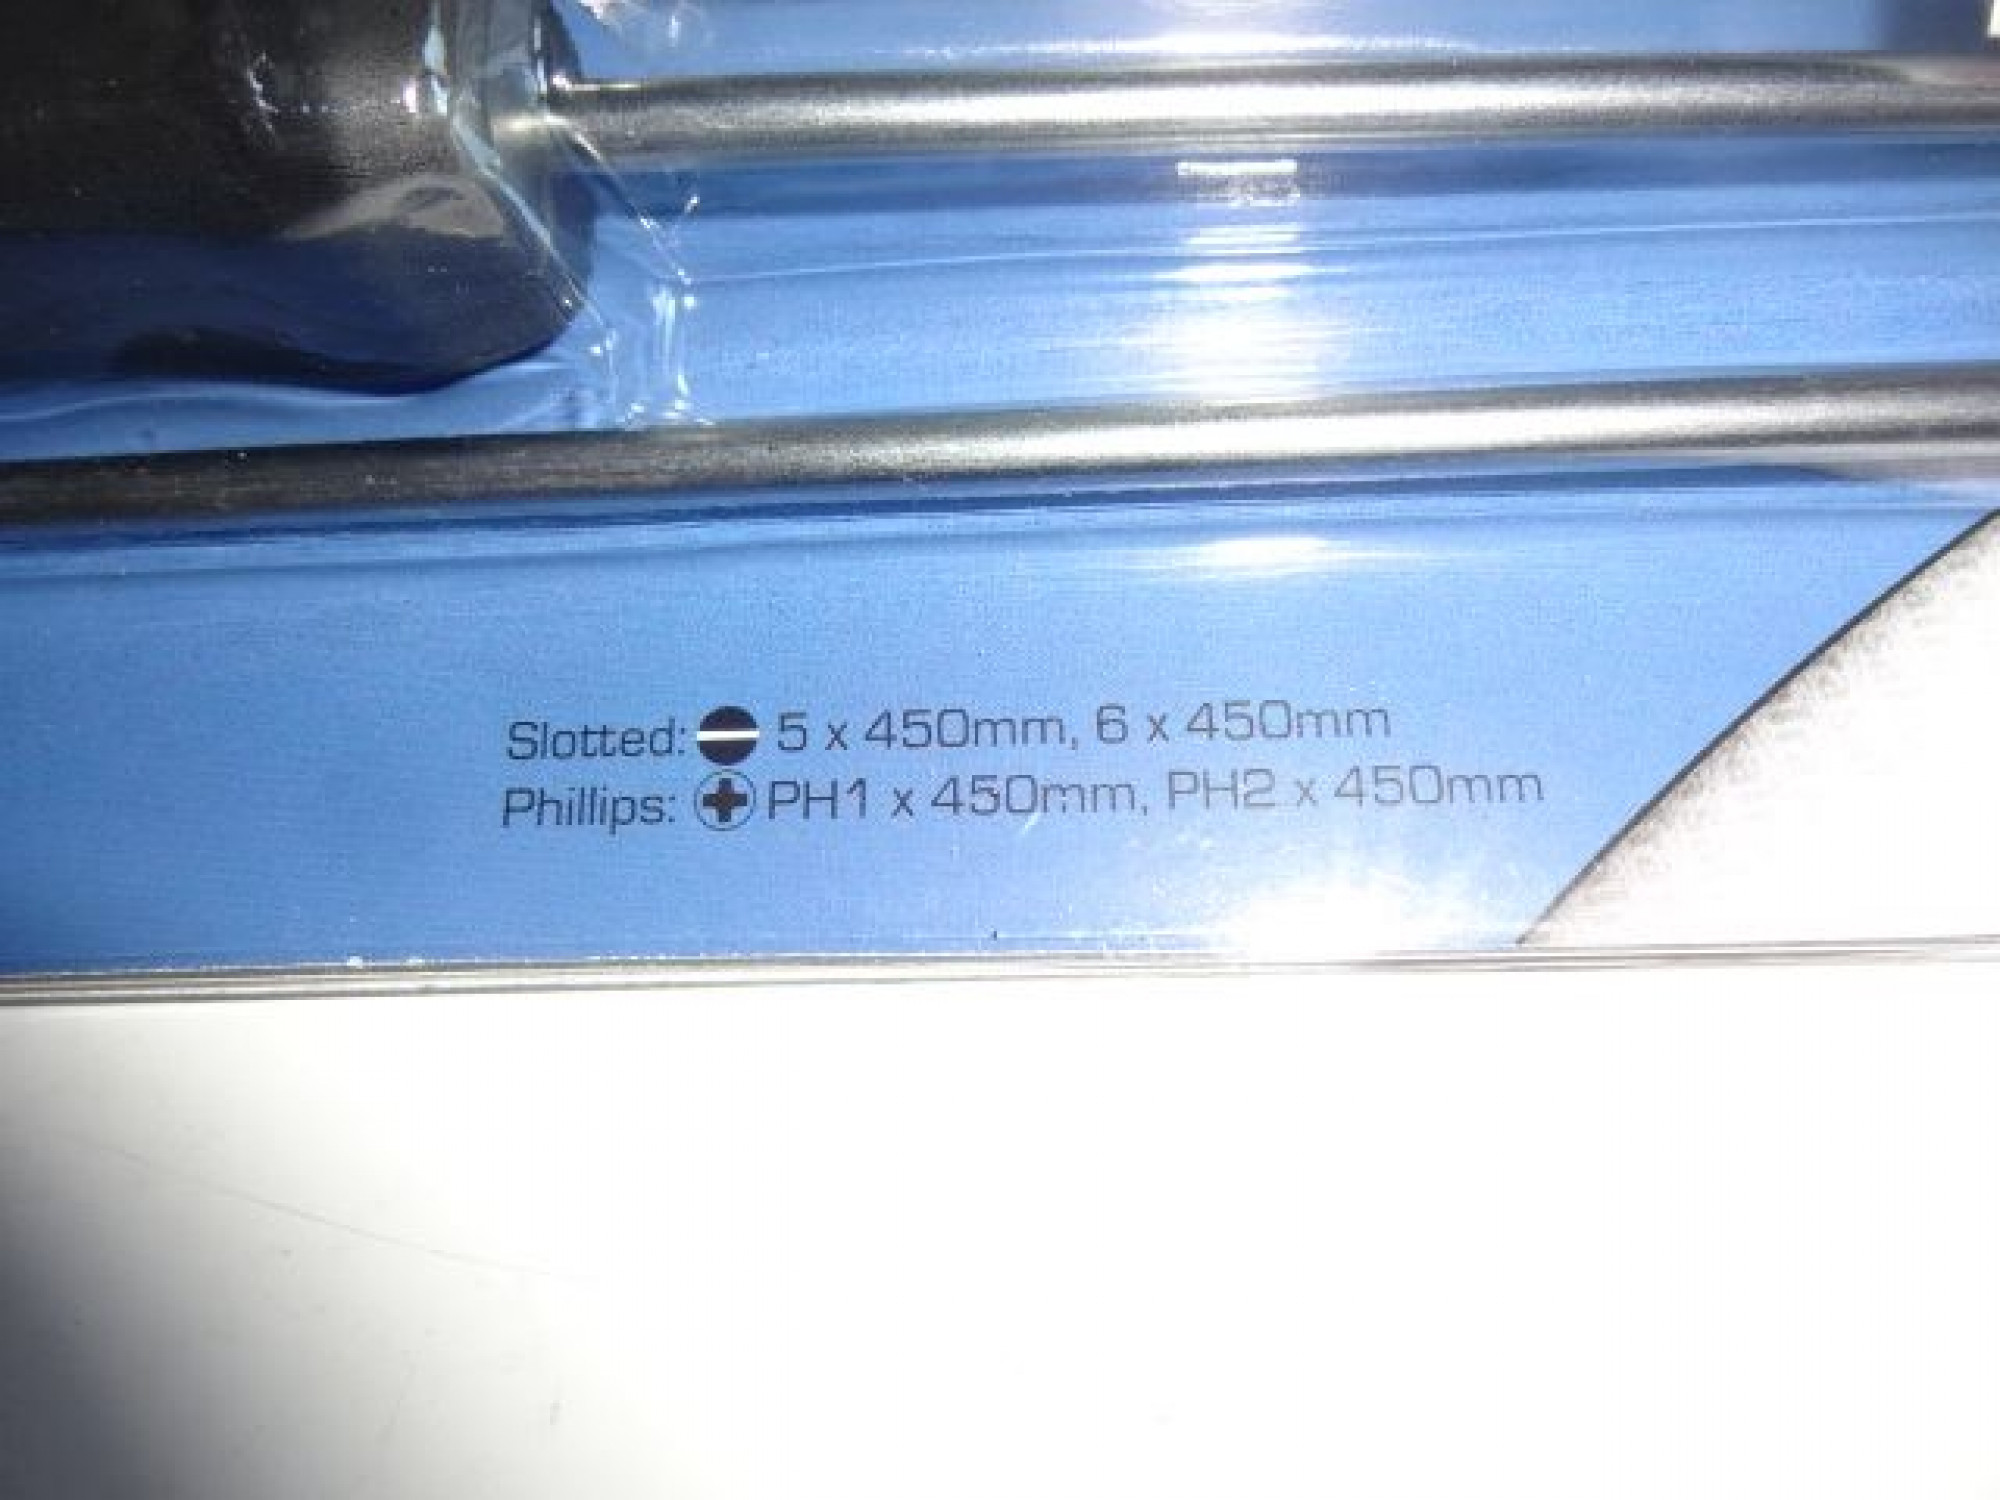 Slotted: 5 x 450mm, 6 x 450mm
Phillips: PH1 x 450mm, PH2 x 450mm